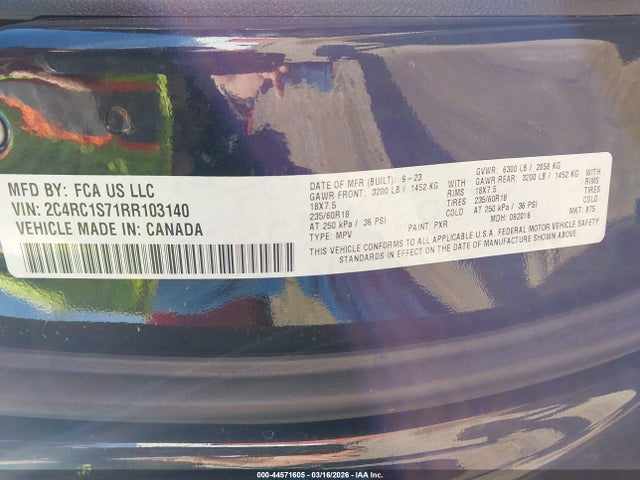 MFD BY: FCA US LLC
VIN: 2C4RC1S71RR103140
VEHICLE MADE IN: CANADA
DATE OF MFR (BUILT): 9-23 GVWR: 6300 LB / 2858 KG
GAWR FRONT: 3200 LB / 1452 KG WITH GAWR REAR: 3200 LB / 1452 KG WITH
18X7.5 RIMS 18X7.5 RIMS
235/60R18 TIRES 235/60R18 TIRES
AT 250 kPa / 36 PSI AT 250 kPa / 36 PSI
TYPE: MPV PAINT: PXR MDH: 092016 MKT: 875
THIS VEHICLE CONFORMS TO ALL APPLICABLE U.S.A. FEDERAL MOTOR VEHICLE SAFETY
STANDARDS IN EFFECT ON THE DATE OF MANUFACTURE SHOWN ABOVE.
000-44571605 - 03/16/2026 - IAA Inc.